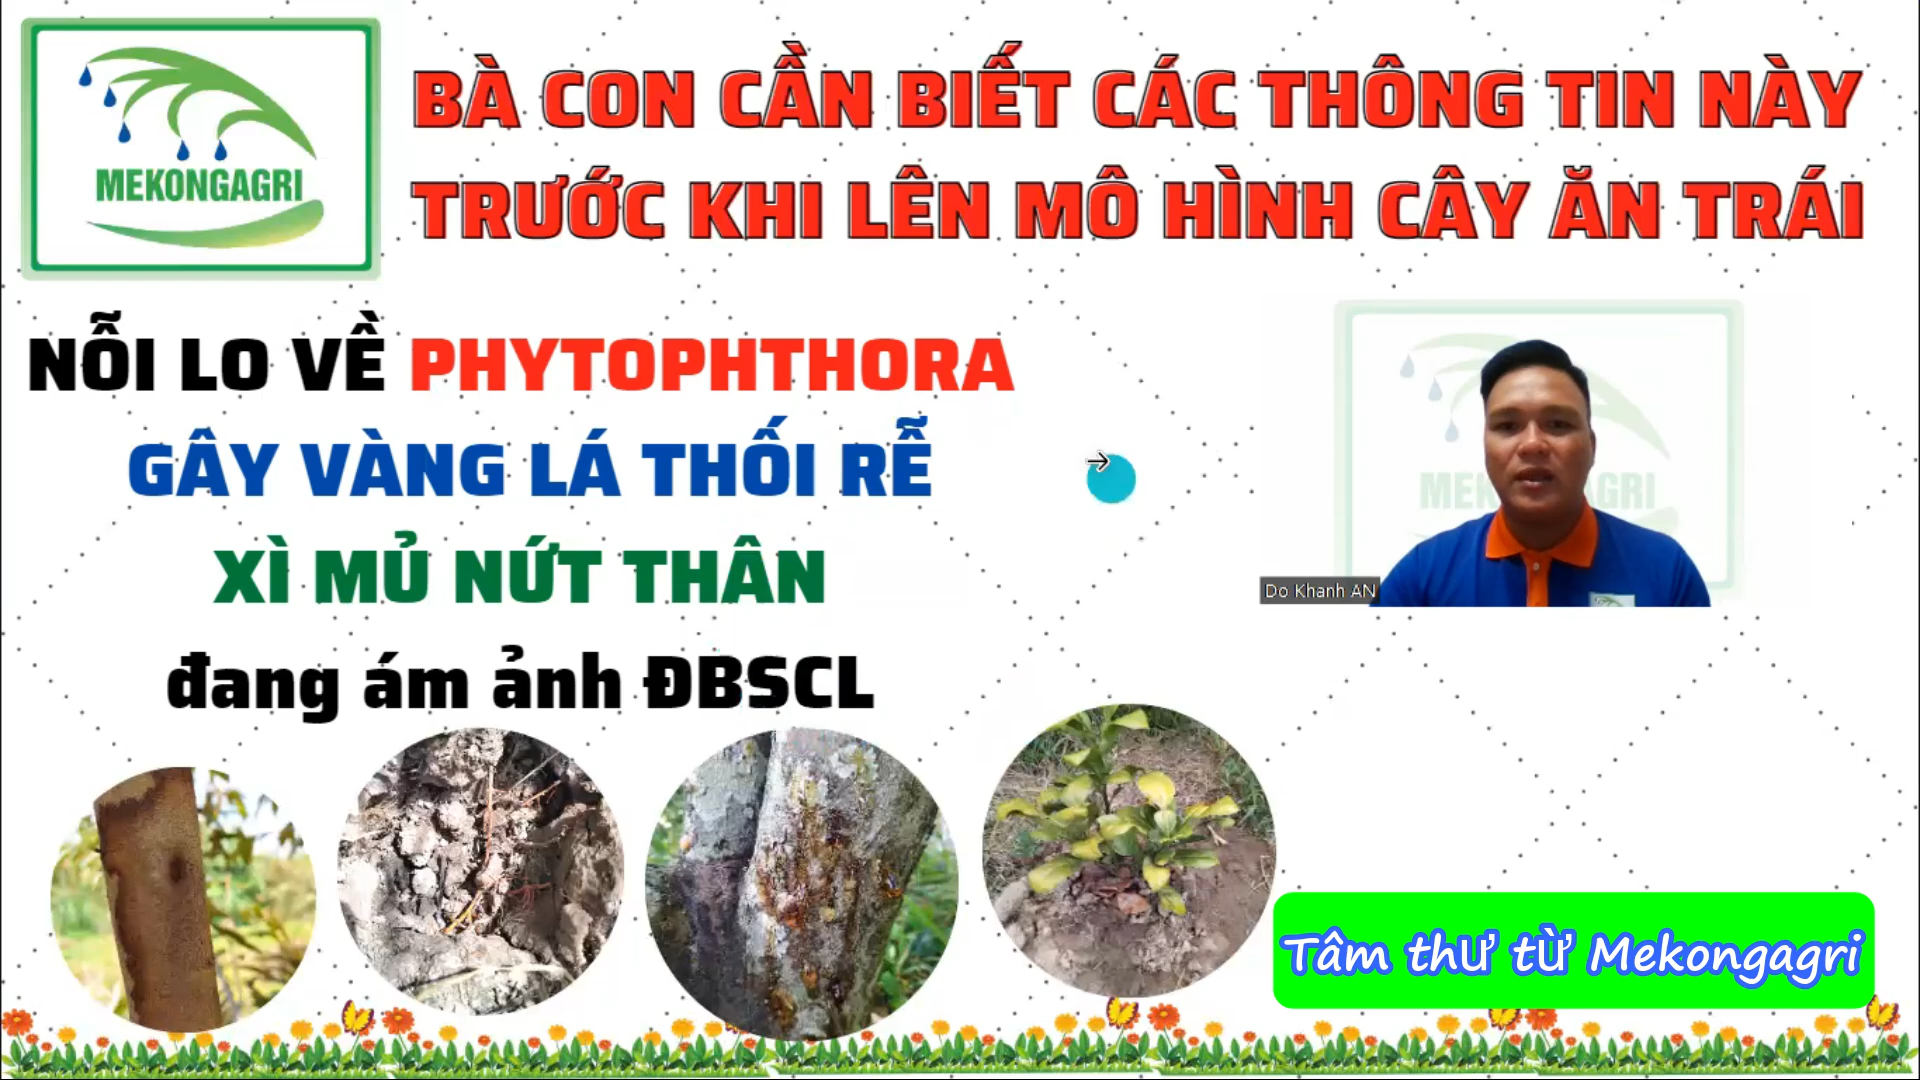 MEKONGAGRI
BÀ CON CẦN BIẾT CÁC THÔNG TIN NÀY
TRƯỚC KHI LÊN MÔ HÌNH CÂY ĂN TRÁI
NỖI LO VỀ PHYTOPHTHORA
GÂY VÀNG LÁ THỐI RỄ
XÌ MỦ NỨT THÂN
đang ám ảnh ĐBSCL
MEK AGRI
Do Khanh AN
Tâm thư từ Mekongagri